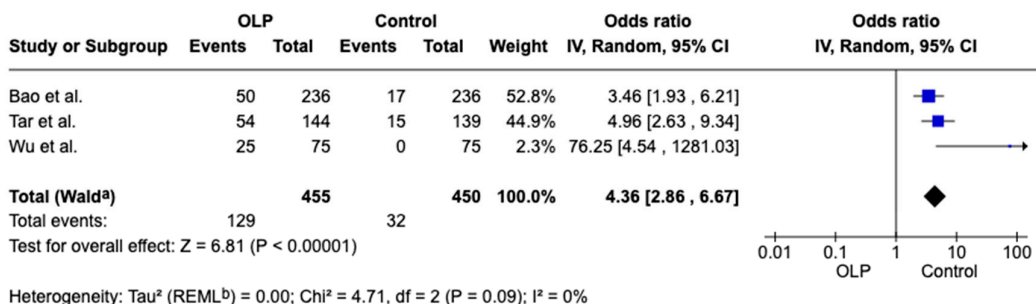 OLP Control Odds ratio Odds ratio
Study or Subgroup Events Total Events Total Weight IV, Random, 95% CI IV, Random, 95% CI
Bao et al. 50 236 17 236 52.8% 3.46 [1.93 , 6.21]
Tar et al. 54 144 15 139 44.9% 4.96 [2.63 , 9.34]
Wu et al. 25 75 0 75 2.3% 76.25 [4.54 , 1281.03]
Total (Waldᵃ) 455 450 100.0% 4.36 [2.86 , 6.67]
Total events: 129 32
Test for overall effect: Z = 6.81 (P < 0.00001)
0.01 0.1 1 10 100
OLP Control
Heterogeneity: Tau² (REMLᵇ) = 0.00; Chi² = 4.71, df = 2 (P = 0.09); I² = 0%